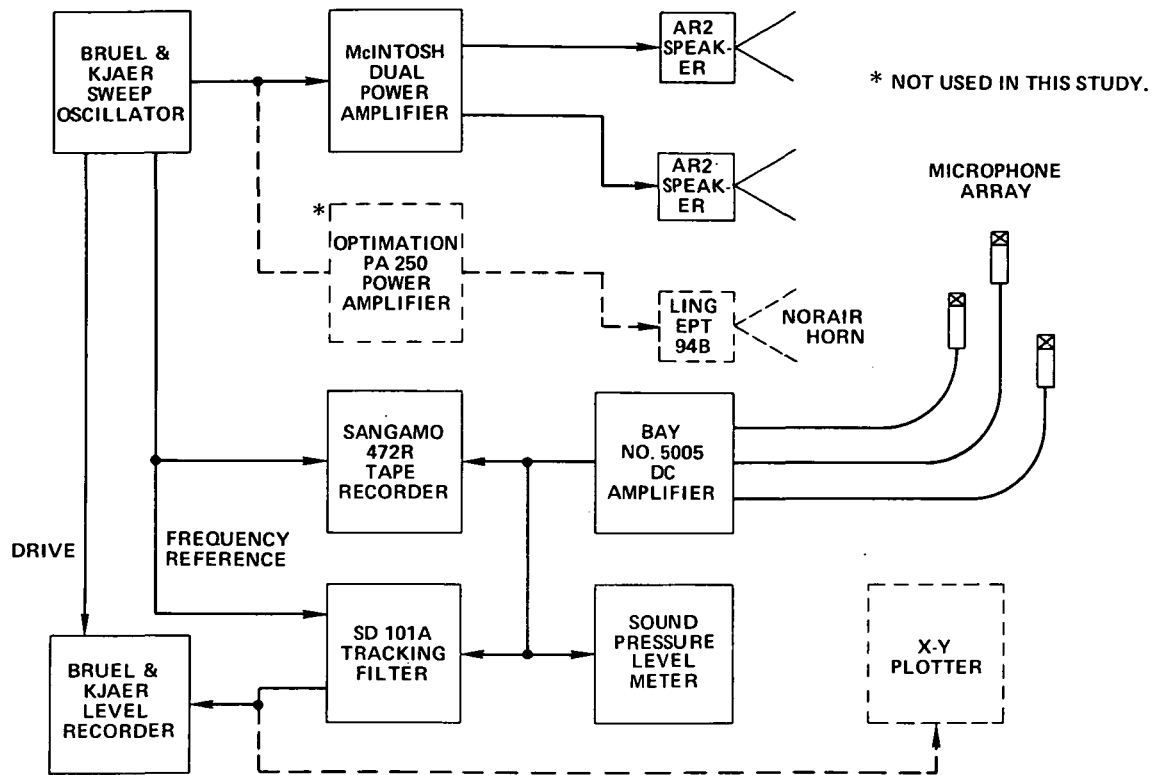 BRUEL &
KJAER
SWEEP
OSCILLATOR
McINTOSH
DUAL
POWER
AMPLIFIER
AR2
SPEAK-
ER
* NOT USED IN THIS STUDY.
AR2
SPEAK-
ER
MICROPHONE
ARRAY
*
OPTIMATION
PA 250
POWER
AMPLIFIER
LING
EPT
94B
NORAIR
HORN
SANGAMO
472R
TAPE
RECORDER
BAY
NO. 5005
DC
AMPLIFIER
DRIVE
FREQUENCY
REFERENCE
BRUEL &
KJAER
LEVEL
RECORDER
SD 101A
TRACKING
FILTER
SOUND
PRESSURE
LEVEL
METER
X-Y
PLOTTER